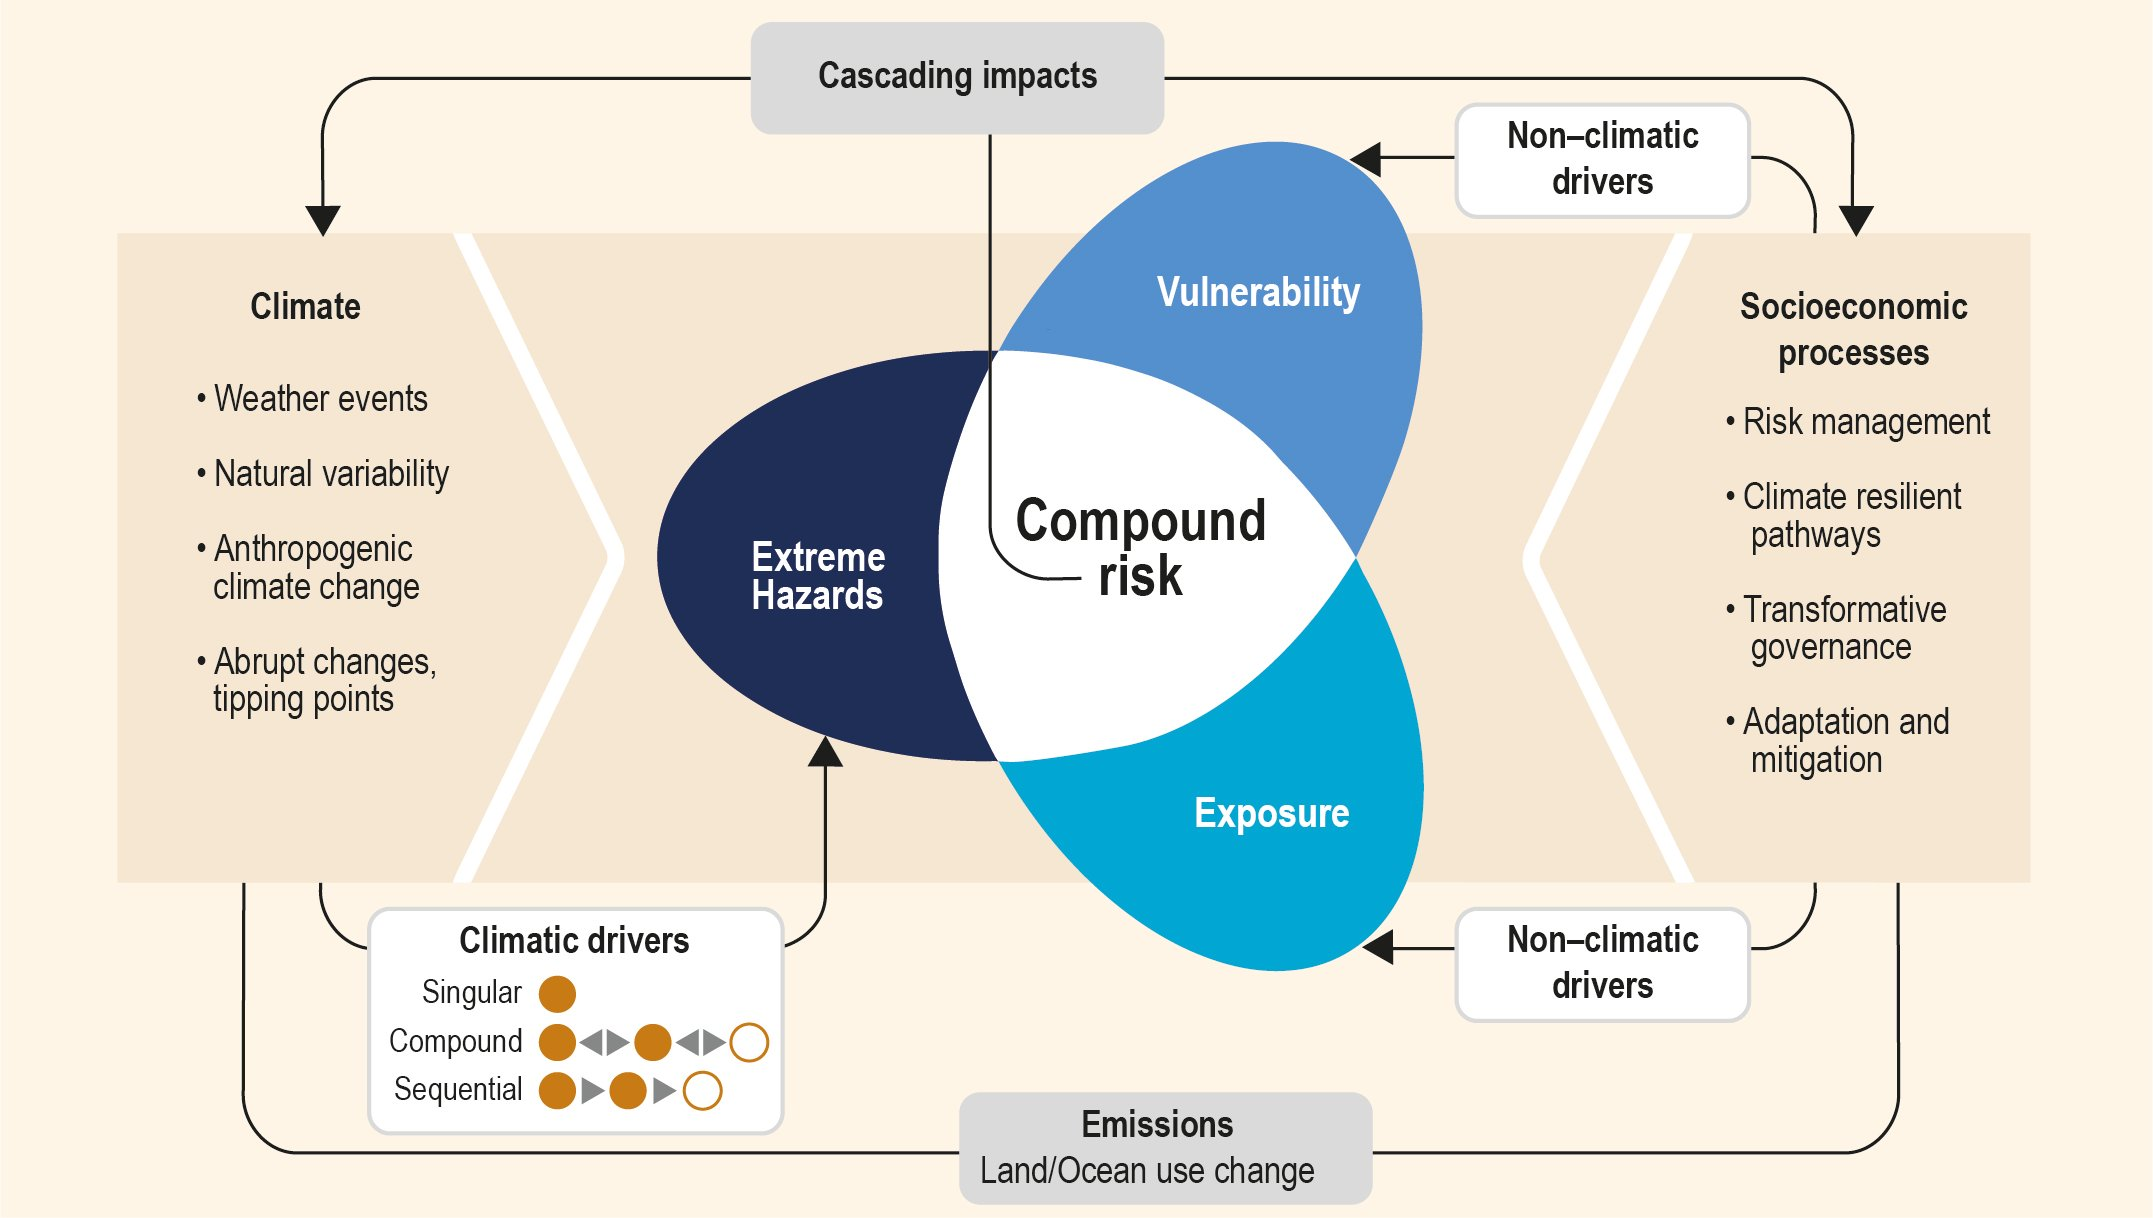 Cascading impacts
Non–climatic
drivers
Climate
• Weather events
• Natural variability
• Anthropogenic
climate change
• Abrupt changes,
tipping points
Vulnerability
Extreme
Hazards
Compound
risk
Exposure
Socioeconomic
processes
• Risk management
• Climate resilient
pathways
• Transformative
governance
• Adaptation and
mitigation
Climatic drivers
Singular
Compound
Sequential
Non–climatic
drivers
Emissions
Land/Ocean use change